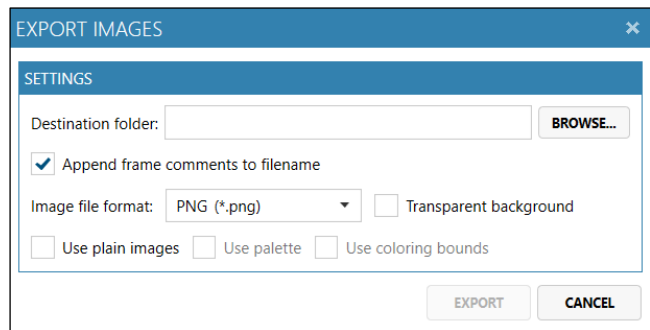 EXPORT IMAGES
SETTINGS
Destination folder: BROWSE...
Append frame comments to filename
Image file format: PNG (*.png) Transparent background
Use plain images Use palette Use coloring bounds
EXPORT CANCEL